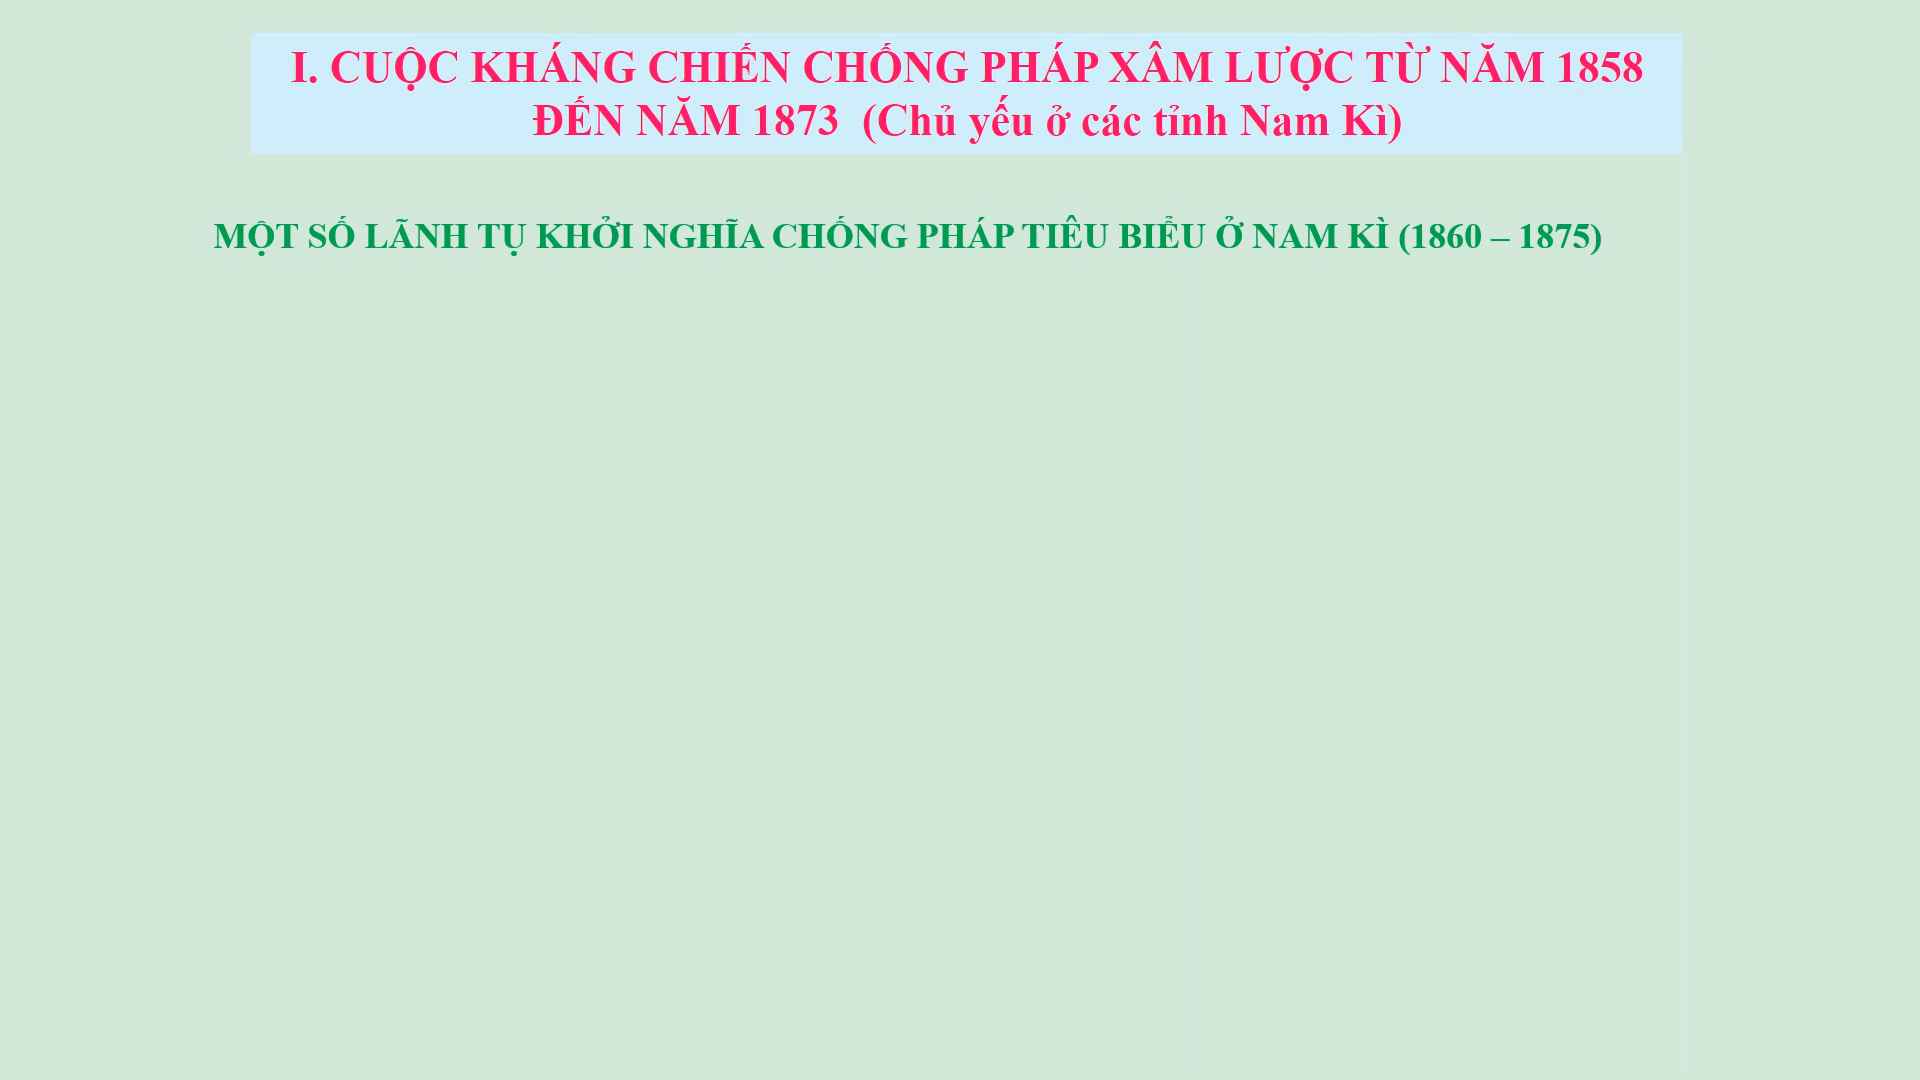 I. CUỘC KHÁNG CHIẾN CHỐNG PHÁP XÂM LƯỢC TỪ NĂM 1858
ĐẾN NĂM 1873 (Chủ yếu ở các tỉnh Nam Kì)
MỘT SỐ LÃNH TỤ KHỞI NGHĨA CHỐNG PHÁP TIÊU BIỂU Ở NAM KÌ (1860 – 1875)